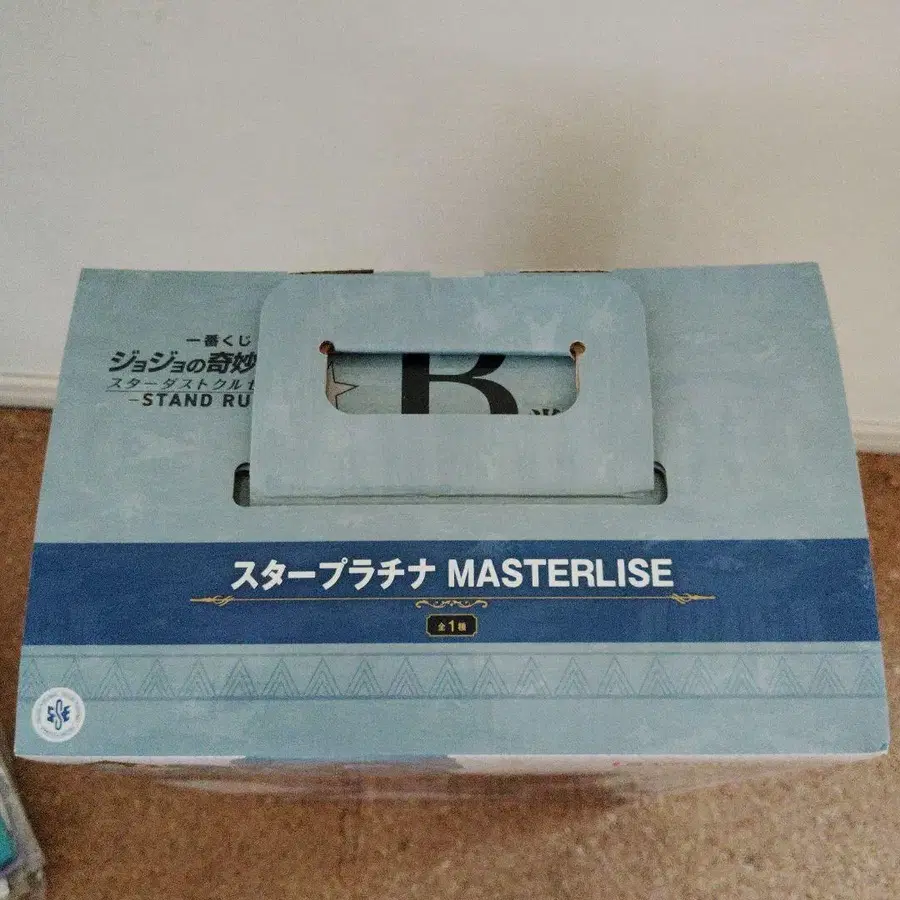 一番くじ
ジョジョの奇妙
スターダストクルセ
-STAND RU
B
スタープラチナ MASTERLISE
全1種